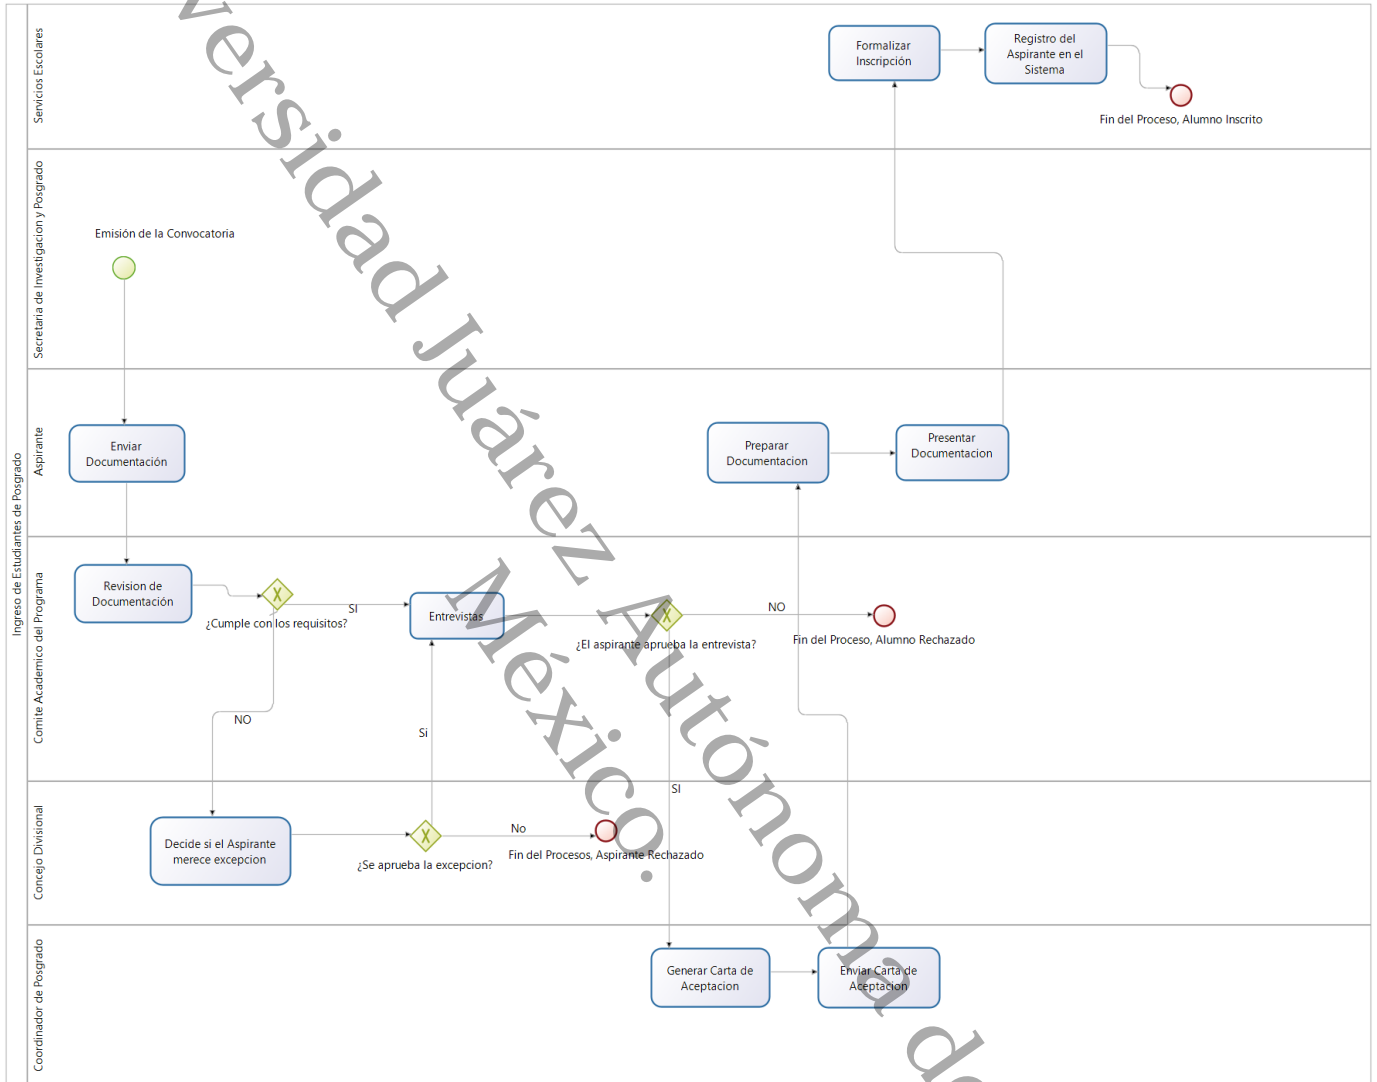 Ingreso de Estudiantes de Posgrado
Servicios Escolares
Formalizar
Inscripción
Registro del
Aspirante en el
Sistema
Fin del Proceso, Alumno Inscrito
Secretaria de Investigacion y Posgrado
Emisión de la Convocatoria
Aspirante
Enviar
Documentación
Preparar
Documentacion
Presentar
Documentacion
Comite Academico del Programa
Revision de
Documentación
¿Cumple con los requisitos?
SI
NO
Entrevistas
¿El aspirante aprueba la entrevista?
NO
Fin del Proceso, Alumno Rechazado
Si
SI
Concejo Divisional
Decide si el Aspirante
merece excepcion
¿Se aprueba la excepcion?
No
Fin del Procesos, Aspirante Rechazado
Coordinador de Posgrado
Generar Carta de
Aceptacion
Enviar Carta de
Aceptacion
versidad Juárez Autónoma de
México.